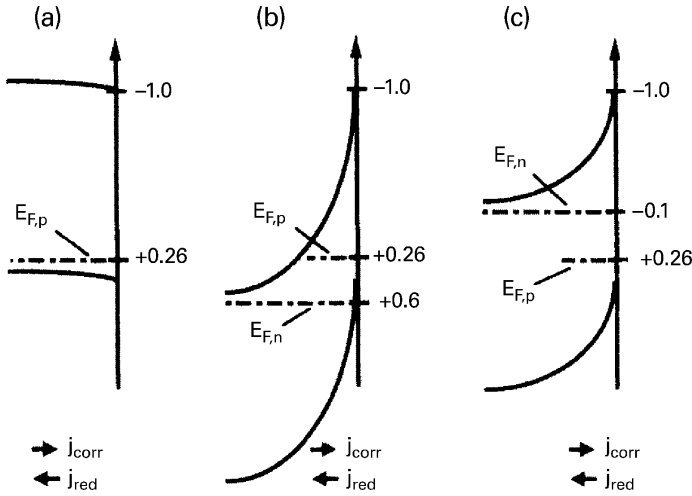 (a)
−1.0
E_F,p
+0.26
j_corr
j_red
(b)
−1.0
E_F,p
+0.26
+0.6
E_F,n
j_corr
j_red
(c)
−1.0
E_F,n
−0.1
+0.26
E_F,p
j_corr
j_red